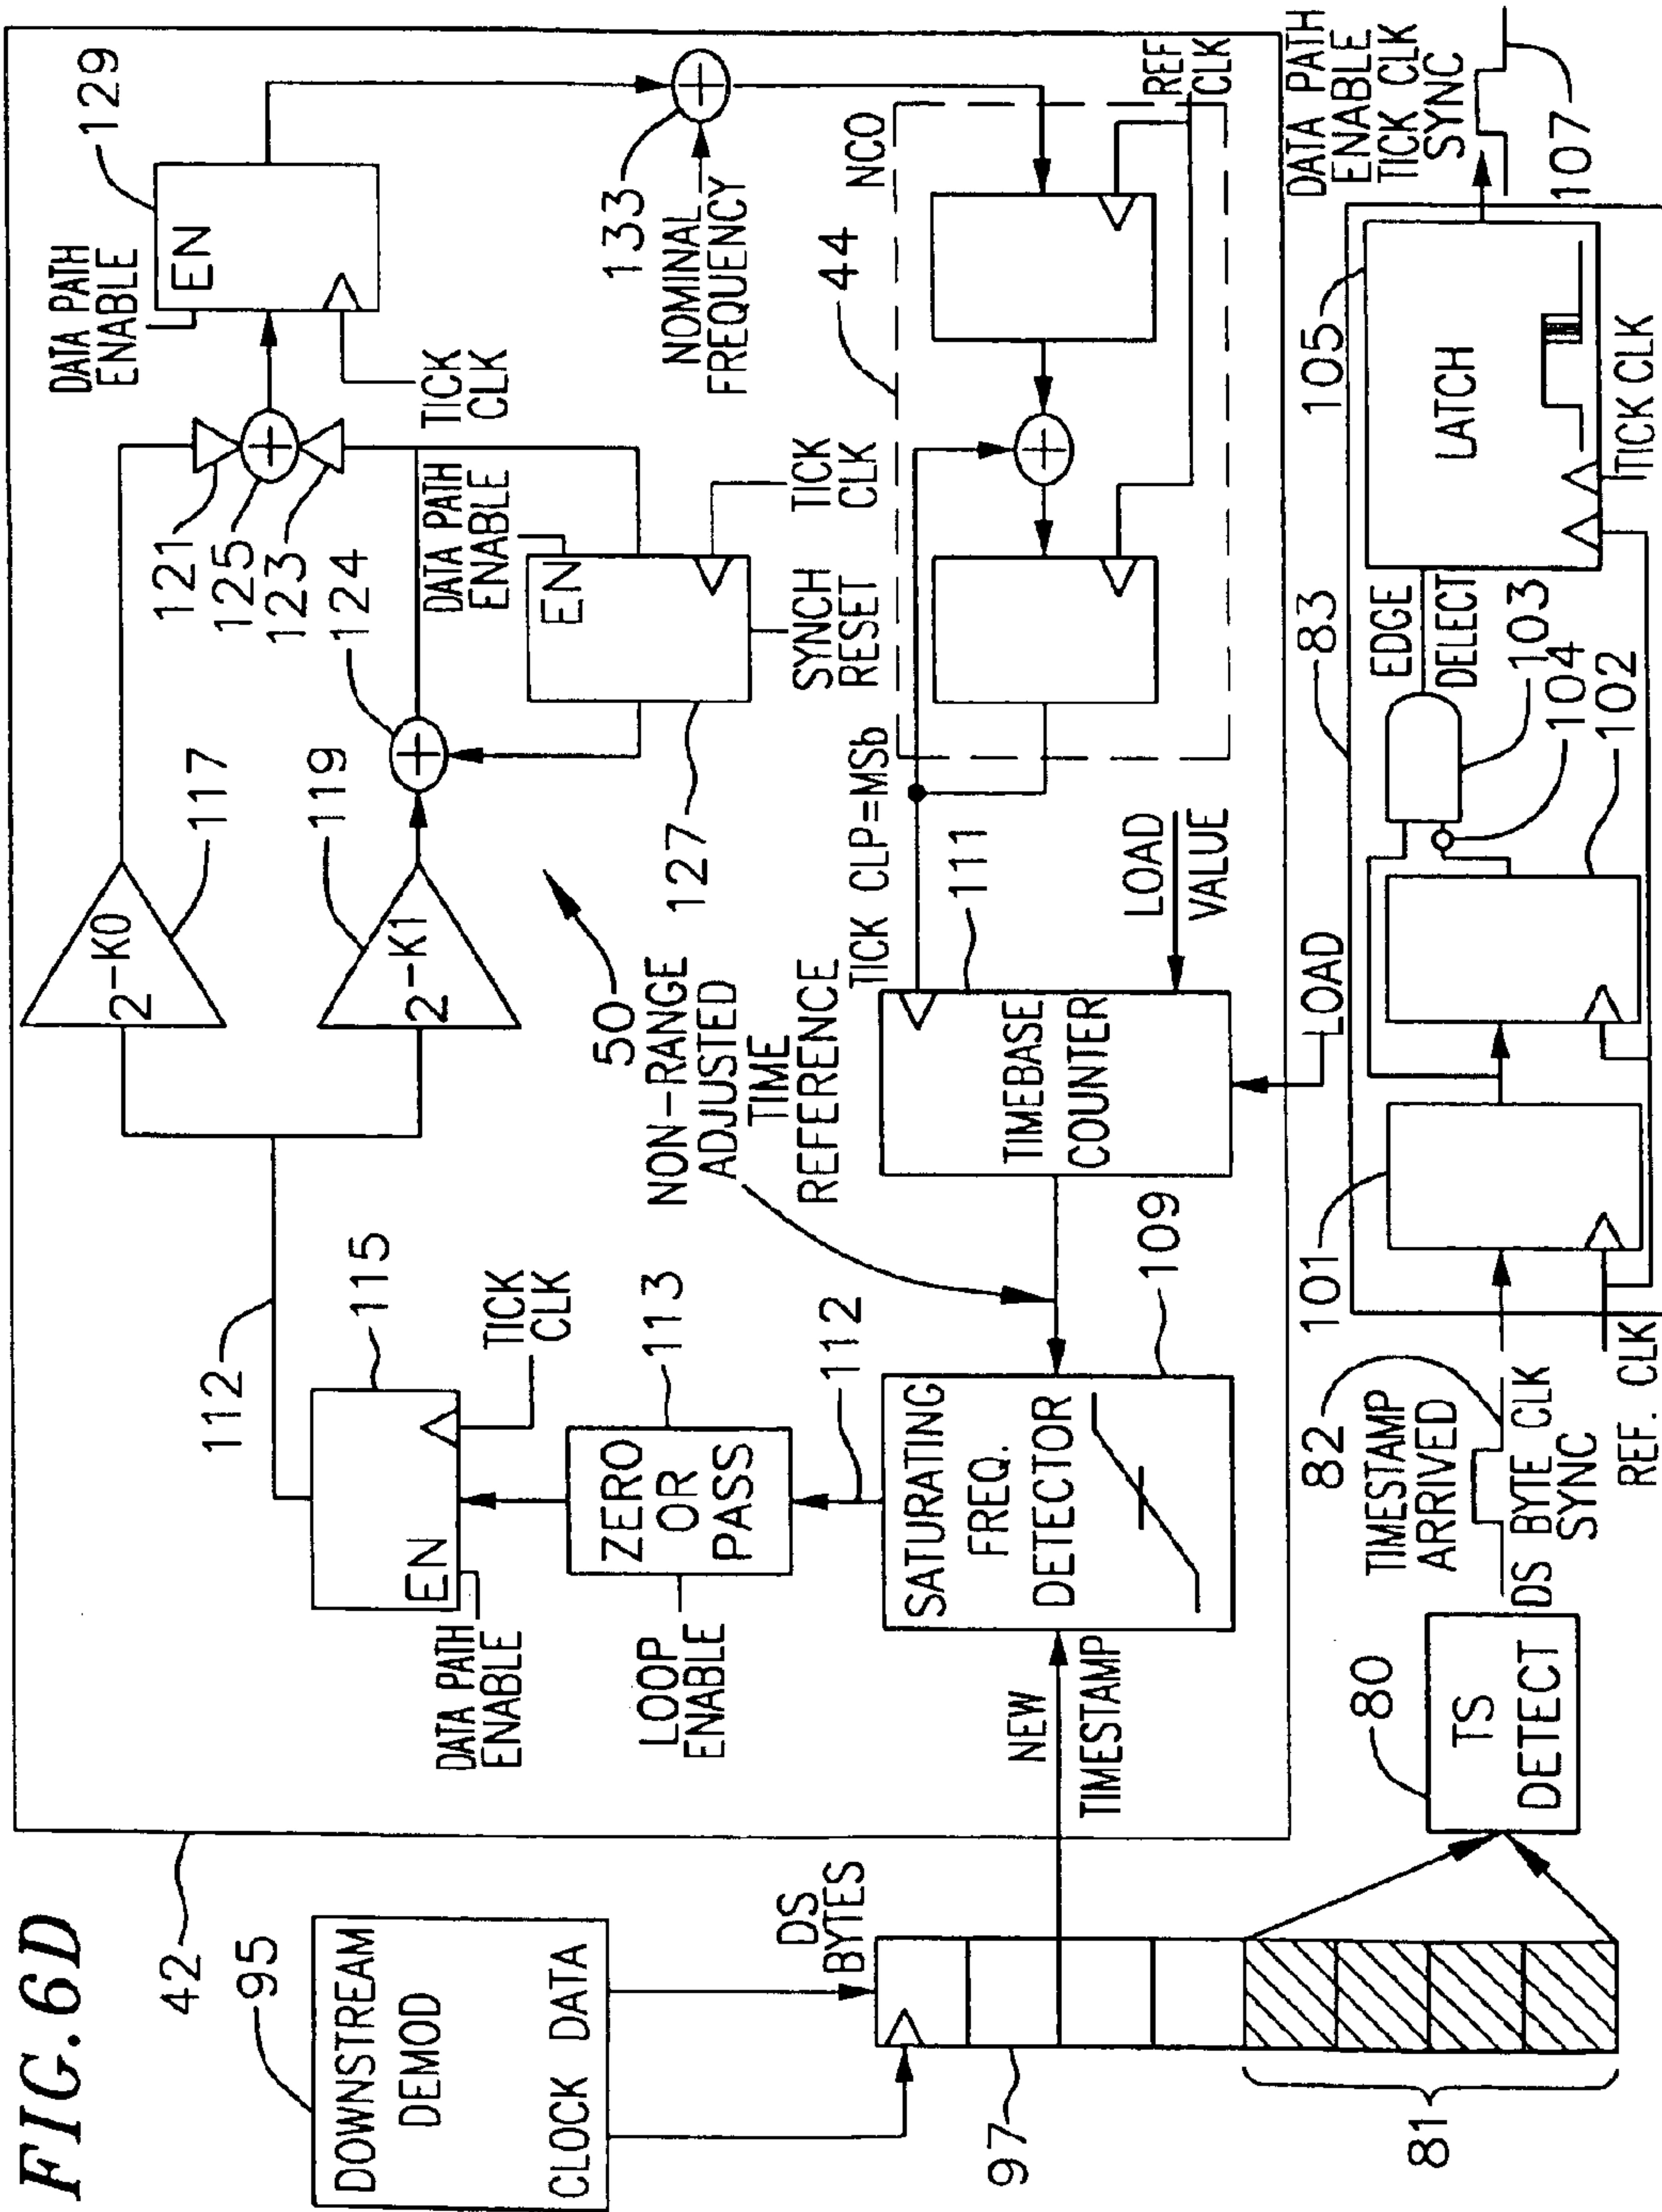 FIG. 6D
42
95
DOWNSTREAM
DEMOD
CLOCK DATA
DS
BYTES
97
81
NEW
TIMESTAMP
80
TS
DETECT
82
TIMESTAMP
ARRIVED
DS BYTE CLK
SYNC
REF. CLK
112
115
EN
DATA PATH
ENABLE
TICK
CLK
113
ZERO
OR
PASS
LOOP
ENABLE
112
SATURATING
FREQ.
DETECTOR
109
50
NON-RANGE
ADJUSTED
TIME
REFERENCE
TIMEBASE
COUNTER
111
TICK CLP=MSb
LOAD
VALUE
LOAD
2-K0
117
2-K1
119
124
127
EN
DATA PATH
ENABLE
SYNCH
RESET
TICK
CLK
121
125
123
DATA PATH
ENABLE
EN
129
TICK
CLK
133
NOMINAL
FREQUENCY
44
NCO
REF
CLK
83
101
102
104
103
EDGE
DELECT
105
LATCH
TICK CLK
DATA PATH
ENABLE
TICK CLK
SYNC
107